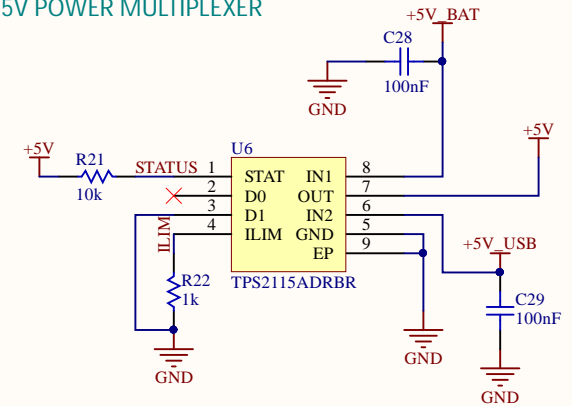 5V POWER MULTIPLEXER
+5V_BAT
C28
100nF
GND
+5V
R21
10k
STATUS
U6
1 STAT IN1 8
2 D0 OUT 7
3 D1 IN2 6
4 ILIM GND 5
EP 9
TPS2115ADRBR
ILIM
R22
1k
GND
+5V
+5V_USB
C29
100nF
GND
GND